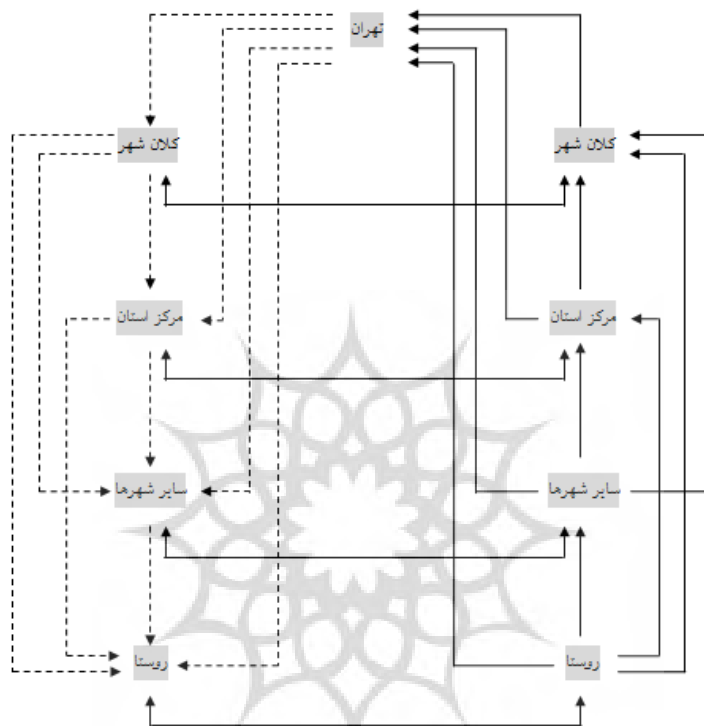 تهران
کلان شهر
کلان شهر
مرکز استان
مرکز استان
سایر شهرها
سایر شهرها
روستا
روستا